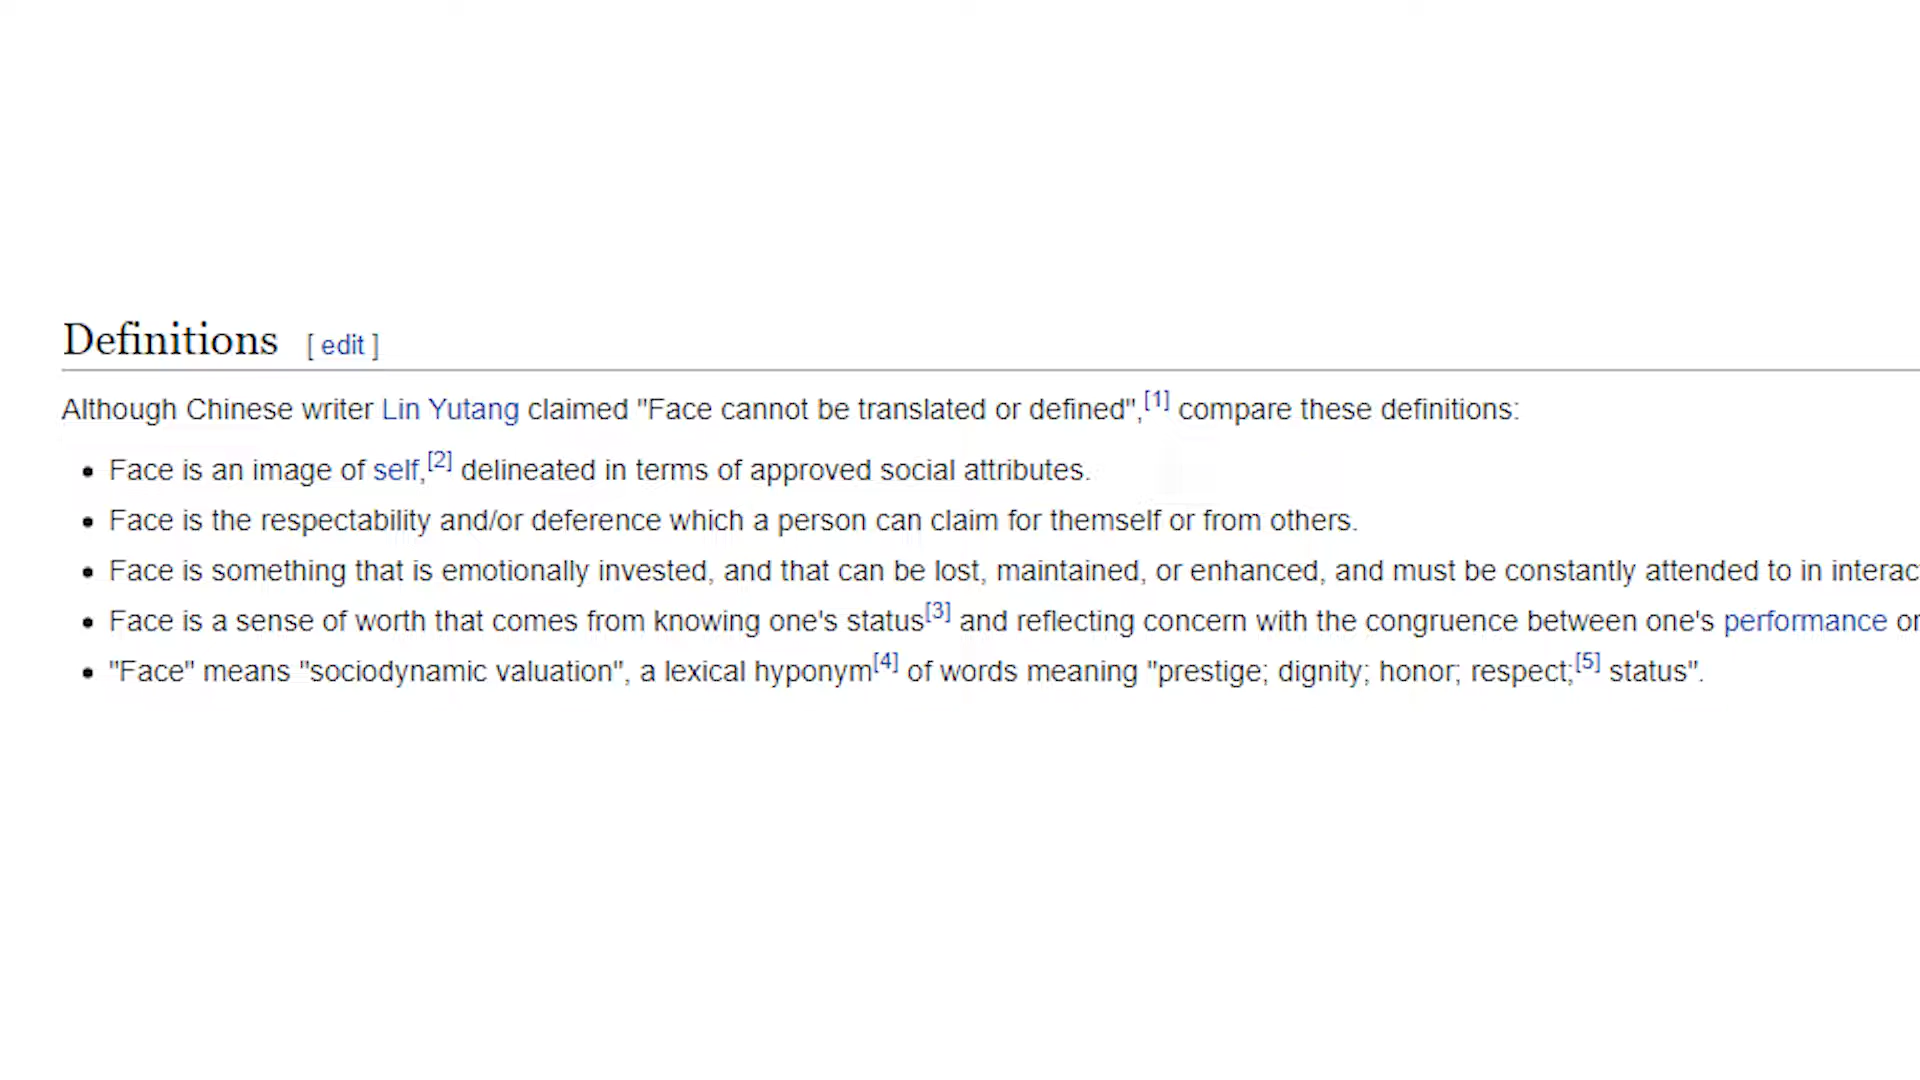 Definitions [ edit ]
Although Chinese writer Lin Yutang claimed "Face cannot be translated or defined",[1] compare these definitions:
• Face is an image of self,[2] delineated in terms of approved social attributes.
• Face is the respectability and/or deference which a person can claim for themself or from others.
• Face is something that is emotionally invested, and that can be lost, maintained, or enhanced, and must be constantly attended to in interac
• Face is a sense of worth that comes from knowing one's status[3] and reflecting concern with the congruence between one's performance or
• "Face" means "sociodynamic valuation", a lexical hyponym[4] of words meaning "prestige; dignity; honor; respect;[5] status".